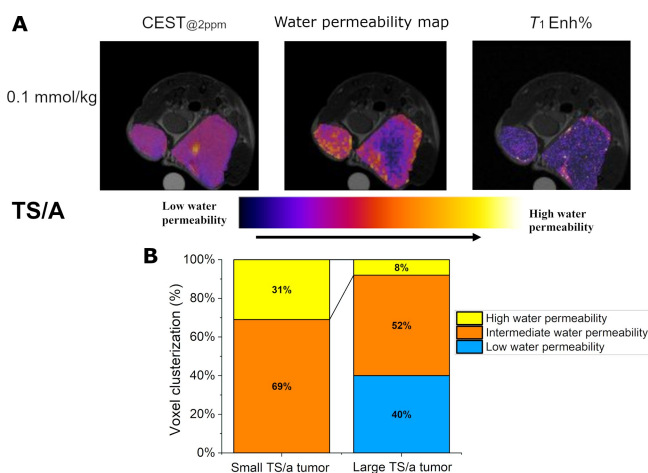 A
CEST@2ppm
Water permeability map
T1 Enh%
0.1 mmol/kg
TS/A
Low water
permeability
High water
permeability
B
Voxel clusterization (%)
100%
80%
60%
40%
20%
0%
31%
69%
8%
52%
40%
High water permeability
Intermediate water permeability
Low water permeability
Small TS/a tumor
Large TS/a tumor